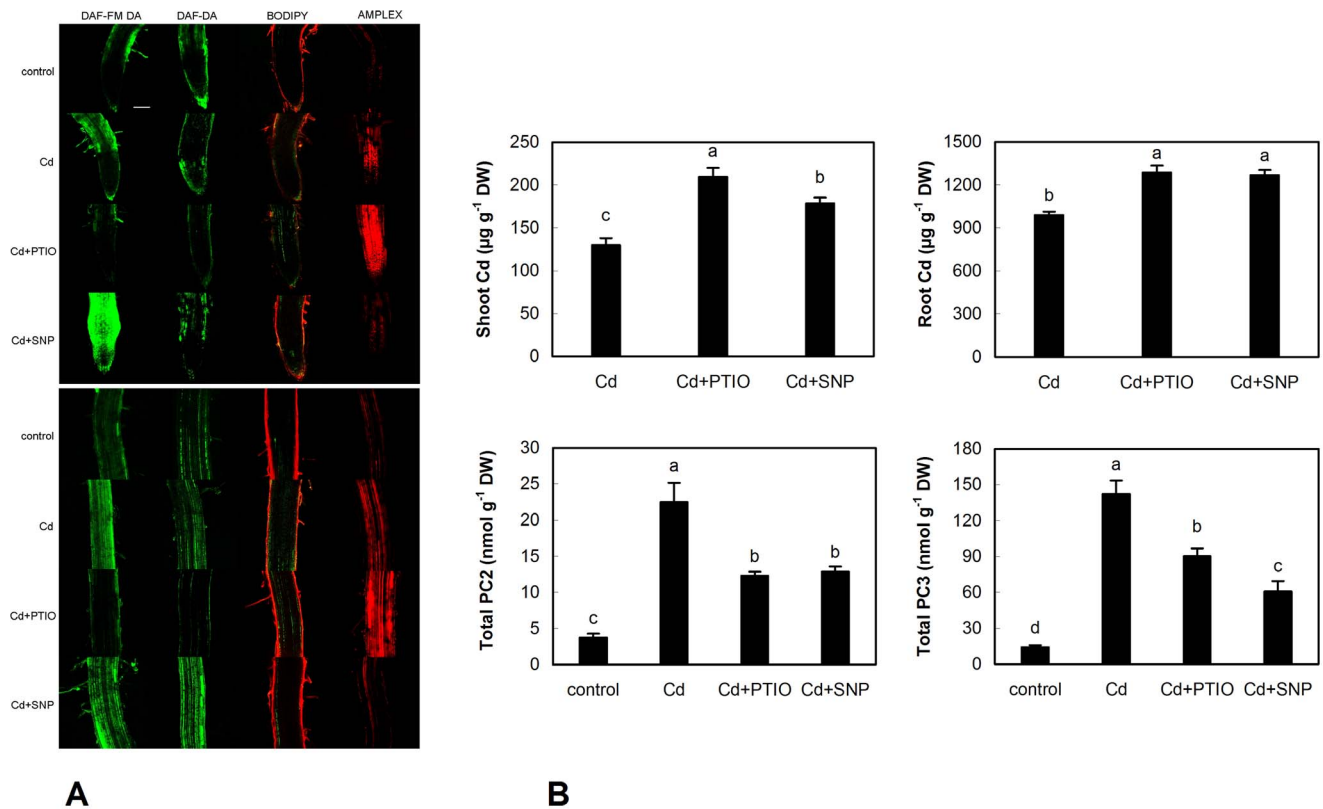 DAF-FM DA DAF-DA BODIPY AMPLEX
control
Cd
Cd+PTIO
Cd+SNP
control
Cd
Cd+PTIO
Cd+SNP
A
Shoot Cd (µg g⁻¹ DW)
250
200
150
100
50
0
c
a
b
Cd Cd+PTIO Cd+SNP
Root Cd (µg g⁻¹ DW)
1500
1200
900
600
300
0
b
a
a
Cd Cd+PTIO Cd+SNP
Total PC2 (nmol g⁻¹ DW)
30
25
20
15
10
5
0
c
a
b
b
control Cd Cd+PTIO Cd+SNP
Total PC3 (nmol g⁻¹ DW)
180
150
120
90
60
30
0
d
a
b
c
control Cd Cd+PTIO Cd+SNP
B